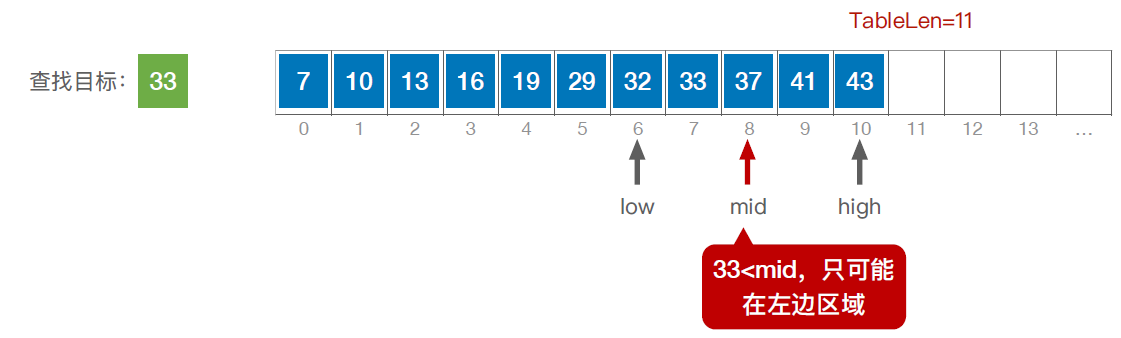 TableLen=11
查找目标：33
7 10 13 16 19 29 32 33 37 41 43
0 1 2 3 4 5 6 7 8 9 10 11 12 13 ...
low mid high
33<mid，只可能
在左边区域